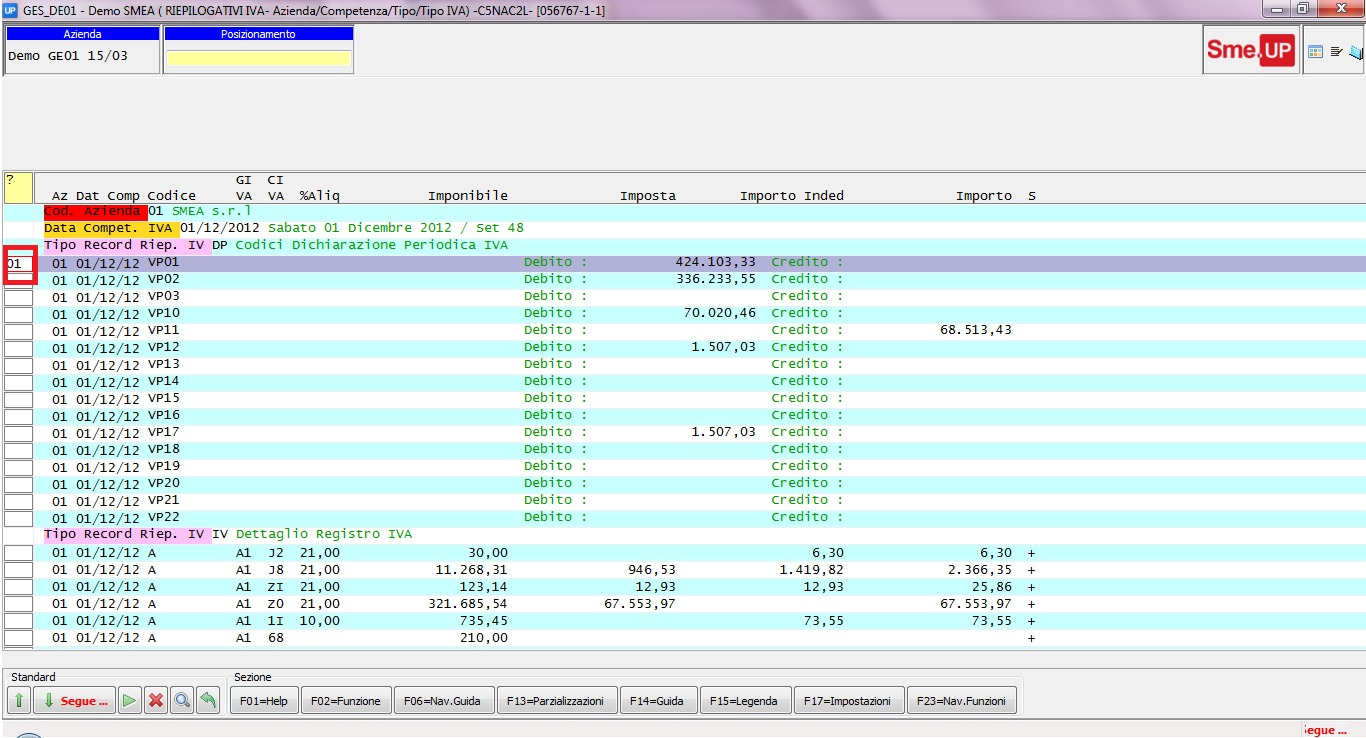 UP GES_DE01 - Demo SMEA ( RIEPILOGATIVI IVA- Azienda/Competenza/Tipo/Tipo IVA) -C5NAC2L- [056767-1-1]
Azienda Posizionamento
Demo GE01 15/03
Sme.UP
? GI CI
Az Dat Comp Codice VA VA %Aliq Imponibile Imposta Importo Inded Importo S
Cod. Azienda 01 SMEA s.r.l
Data Compet. IVA 01/12/2012 Sabato 01 Dicembre 2012 / Set 48
Tipo Record Riep. IV DP Codici Dichiarazione Periodica IVA
01 01 01/12/12 VP01 Debito : 424.103,33 Credito :
01 01/12/12 VP02 Debito : 336.233,55 Credito :
01 01/12/12 VP03 Debito : Credito :
01 01/12/12 VP10 Debito : 70.020,46 Credito :
01 01/12/12 VP11 Debito : Credito : 68.513,43
01 01/12/12 VP12 Debito : 1.507,03 Credito :
01 01/12/12 VP13 Debito : Credito :
01 01/12/12 VP14 Debito : Credito :
01 01/12/12 VP15 Debito : Credito :
01 01/12/12 VP16 Debito : Credito :
01 01/12/12 VP17 Debito : 1.507,03 Credito :
01 01/12/12 VP18 Debito : Credito :
01 01/12/12 VP19 Debito : Credito :
01 01/12/12 VP20 Debito : Credito :
01 01/12/12 VP21 Debito : Credito :
01 01/12/12 VP22 Debito : Credito :
Tipo Record Riep. IV IV Dettaglio Registro IVA
01 01/12/12 A A1 J2 21,00 30,00 6,30 6,30 +
01 01/12/12 A A1 J8 21,00 11.268,31 946,53 1.419,82 2.366,35 +
01 01/12/12 A A1 ZI 21,00 123,14 12,93 12,93 25,86 +
01 01/12/12 A A1 Z0 21,00 321.685,54 67.553,97 67.553,97 +
01 01/12/12 A A1 1I 10,00 735,45 73,55 73,55 +
01 01/12/12 A A1 68 210,00 +
Standard Sezione
Segue ... F01=Help F02=Funzione F06=Nav.Guida F13=Parzializzazioni F14=Guida F15=Legenda F17=Impostazioni F23=Nav.Funzioni
Segue ...